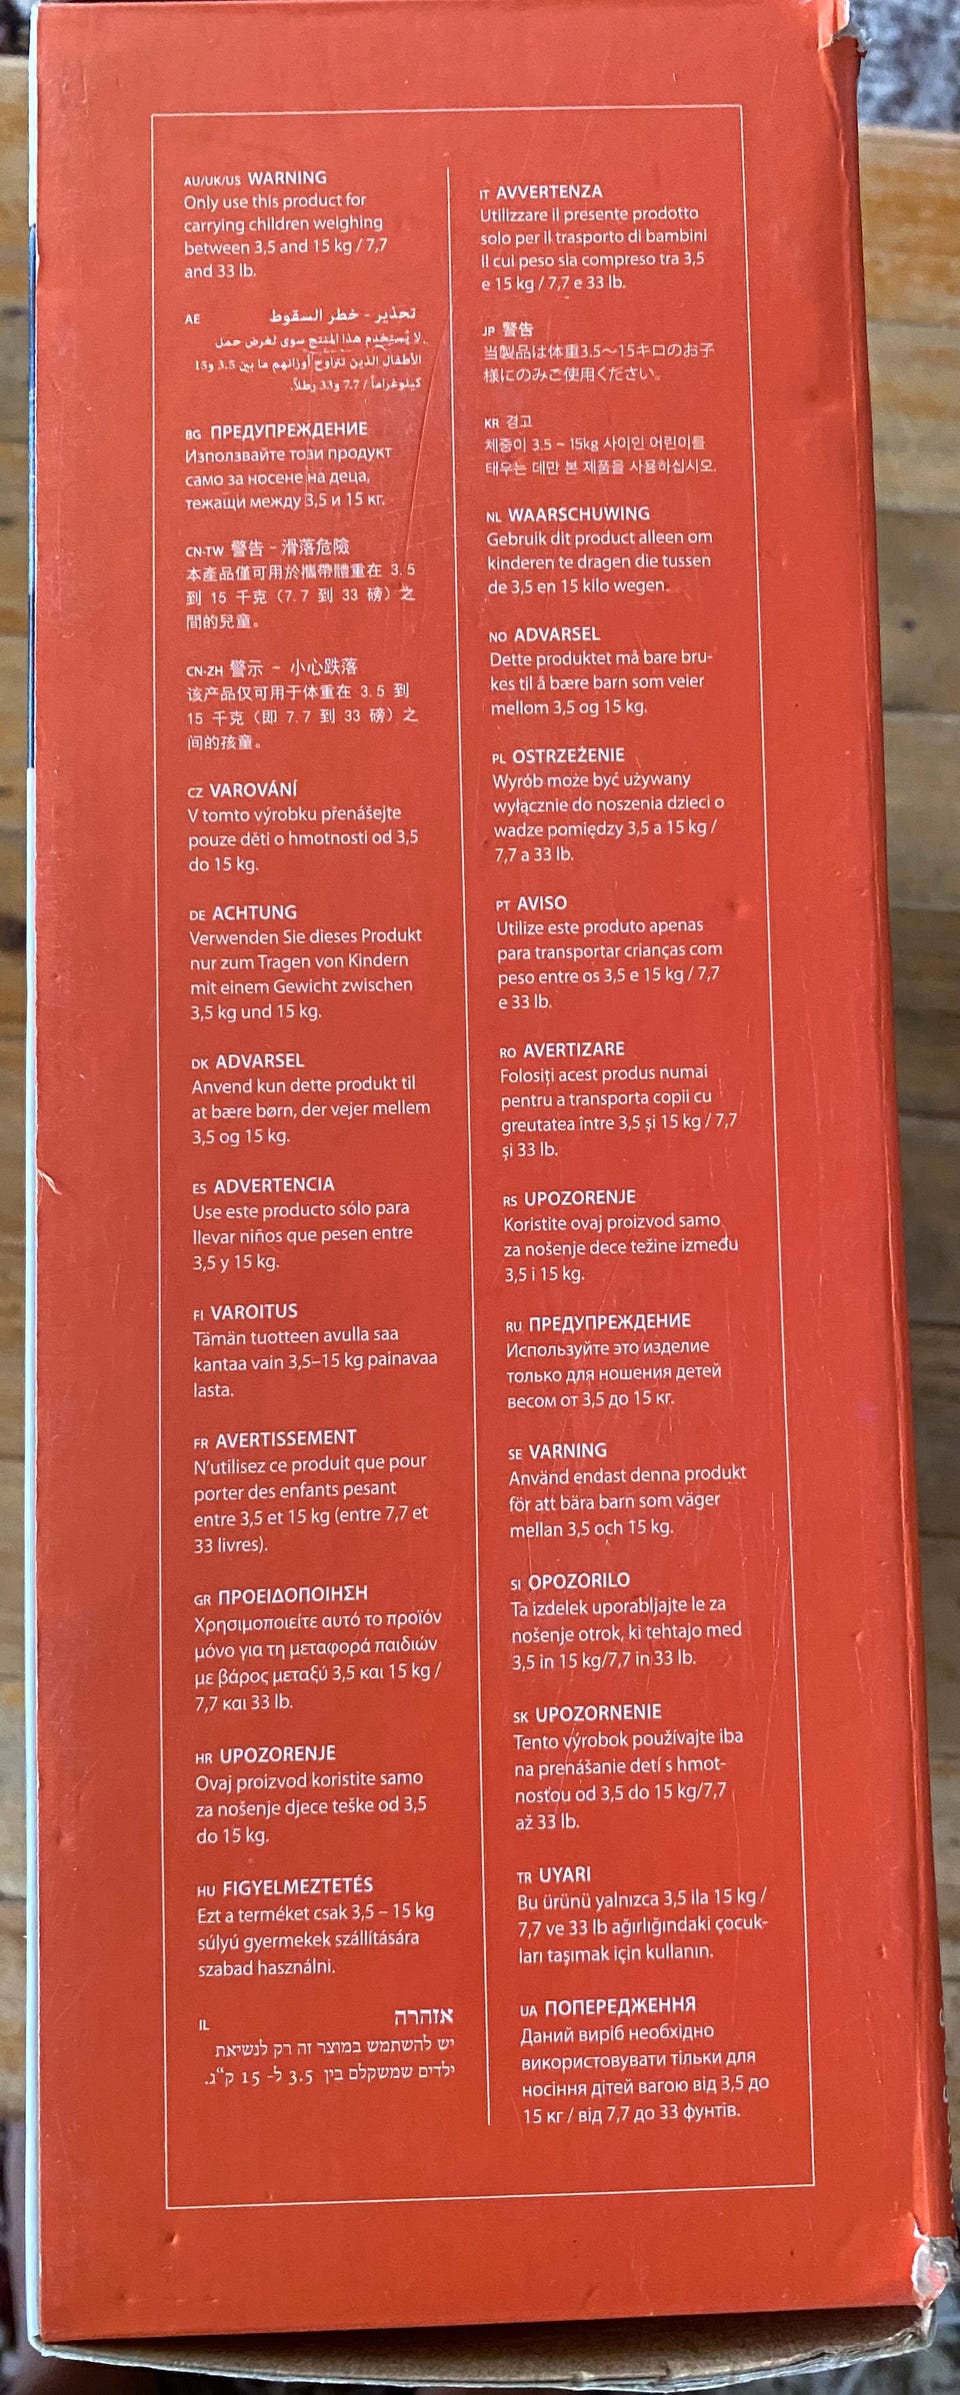 AU/UK/US WARNING
Only use this product for
carrying children weighing
between 3,5 and 15 kg / 7,7
and 33 lb.
AE تحذير - خطر السقوط
لا يُستخدم هذا المنتج سوى لغرض حمل
الأطفال الذين تتراوح أوزانهم ما بين 3.5 و15
كيلوغراماً / 7.7 و33 رطلاً.
BG ПРЕДУПРЕЖДЕНИЕ
Използвайте този продукт
само за носене на деца,
тежащи между 3,5 и 15 кг.
CN-TW 警告 - 滑落危險
本產品僅可用於攜帶體重在 3.5
到 15 千克（7.7 到 33 磅）之
間的兒童。
CN-ZH 警示 - 小心跌落
该产品仅可用于体重在 3.5 到
15 千克（即 7.7 到 33 磅）之
间的孩童。
CZ VAROVÁNÍ
V tomto výrobku přenášejte
pouze děti o hmotnosti od 3,5
do 15 kg.
DE ACHTUNG
Verwenden Sie dieses Produkt
nur zum Tragen von Kindern
mit einem Gewicht zwischen
3,5 kg und 15 kg.
DK ADVARSEL
Anvend kun dette produkt til
at bære børn, der vejer mellem
3,5 og 15 kg.
ES ADVERTENCIA
Use este producto sólo para
llevar niños que pesen entre
3,5 y 15 kg.
FI VAROITUS
Tämän tuotteen avulla saa
kantaa vain 3,5–15 kg painavaa
lasta.
FR AVERTISSEMENT
N’utilisez ce produit que pour
porter des enfants pesant
entre 3,5 et 15 kg (entre 7,7 et
33 livres).
GR ΠΡΟΕΙΔΟΠΟΙΗΣΗ
Χρησιμοποιείτε αυτό το προϊόν
μόνο για τη μεταφορά παιδιών
με βάρος μεταξύ 3,5 και 15 kg /
7,7 και 33 lb.
HR UPOZORENJE
Ovaj proizvod koristite samo
za nošenje djece teške od 3,5
do 15 kg.
HU FIGYELMEZTETÉS
Ezt a terméket csak 3,5 – 15 kg
súlyú gyermekek szállítására
szabad használni.
IL אזהרה
יש להשתמש במוצר זה רק לנשיאת
ילדים שמשקלם בין 3.5 ל- 15 ק“ג.
IT AVVERTENZA
Utilizzare il presente prodotto
solo per il trasporto di bambini
il cui peso sia compreso tra 3,5
e 15 kg / 7,7 e 33 lb.
JP 警告
当製品は体重3.5～15キロのお子
様にのみご使用ください。
KR 경고
체중이 3.5 ~ 15kg 사이인 어린이를
태우는 데만 본 제품을 사용하십시오.
NL WAARSCHUWING
Gebruik dit product alleen om
kinderen te dragen die tussen
de 3,5 en 15 kilo wegen.
NO ADVARSEL
Dette produktet må bare bru-
kes til å bære barn som veier
mellom 3,5 og 15 kg.
PL OSTRZEŻENIE
Wyrób może być używany
wyłącznie do noszenia dzieci o
wadze pomiędzy 3,5 a 15 kg /
7,7 a 33 lb.
PT AVISO
Utilize este produto apenas
para transportar crianças com
peso entre os 3,5 e 15 kg / 7,7
e 33 lb.
RO AVERTIZARE
Folosiţi acest produs numai
pentru a transporta copii cu
greutatea între 3,5 şi 15 kg / 7,7
şi 33 lb.
RS UPOZORENJE
Koristite ovaj proizvod samo
za nošenje dece težine između
3,5 i 15 kg.
RU ПРЕДУПРЕЖДЕНИЕ
Используйте это изделие
только для ношения детей
весом от 3,5 до 15 кг.
SE VARNING
Använd endast denna produkt
för att bära barn som väger
mellan 3,5 och 15 kg.
SI OPOZORILO
Ta izdelek uporabljajte le za
nošenje otrok, ki tehtajo med
3,5 in 15 kg/7,7 in 33 lb.
SK UPOZORNENIE
Tento výrobok používajte iba
na prenášanie detí s hmot-
nosťou od 3,5 do 15 kg/7,7
až 33 lb.
TR UYARI
Bu ürünü yalnızca 3,5 ila 15 kg /
7,7 ve 33 lb ağırlığındaki çocuk-
ları taşımak için kullanın.
UA ПОПЕРЕДЖЕННЯ
Даний виріб необхідно
використовувати тільки для
носіння дітей вагою від 3,5 до
15 кг / від 7,7 до 33 фунтів.